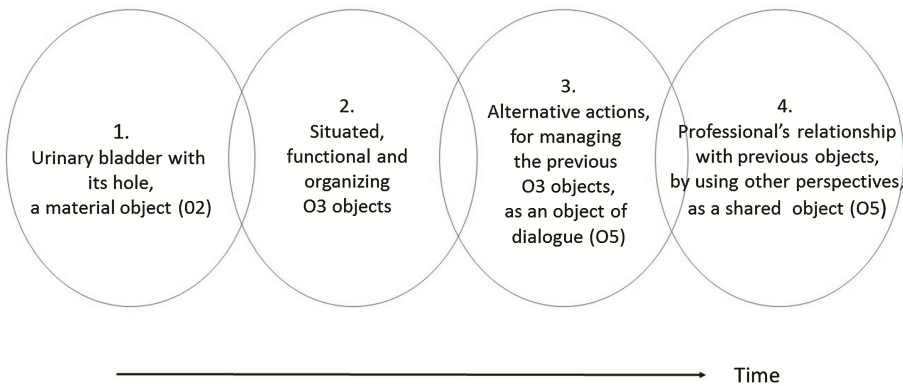 1.
Urinary bladder with
its hole,
a material object (02)
2.
Situated,
functional and
organizing
O3 objects
3.
Alternative actions,
for managing
the previous
O3 objects,
as an object of
dialogue (O5)
4.
Professional's relationship
with previous objects,
by using other perspectives,
as a shared object (O5)
Time